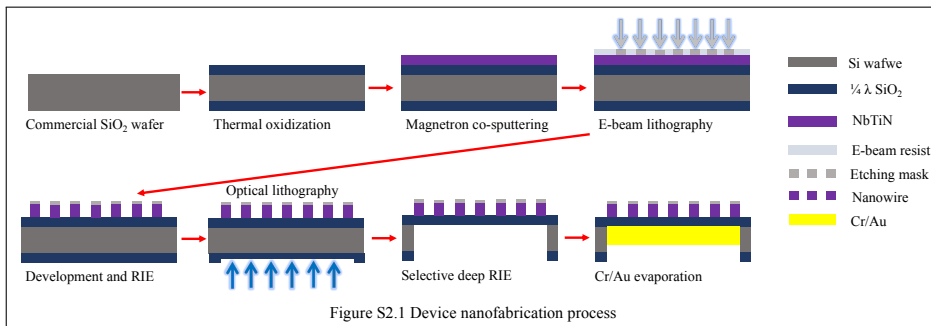 Commercial SiO₂ wafer
Thermal oxidization
Magnetron co-sputtering
E-beam lithography
Si wafwe
¼ λ SiO₂
NbTiN
E-beam resist
Etching mask
Nanowire
Cr/Au
Optical lithography
Development and RIE
Selective deep RIE
Cr/Au evaporation
Figure S2.1 Device nanofabrication process